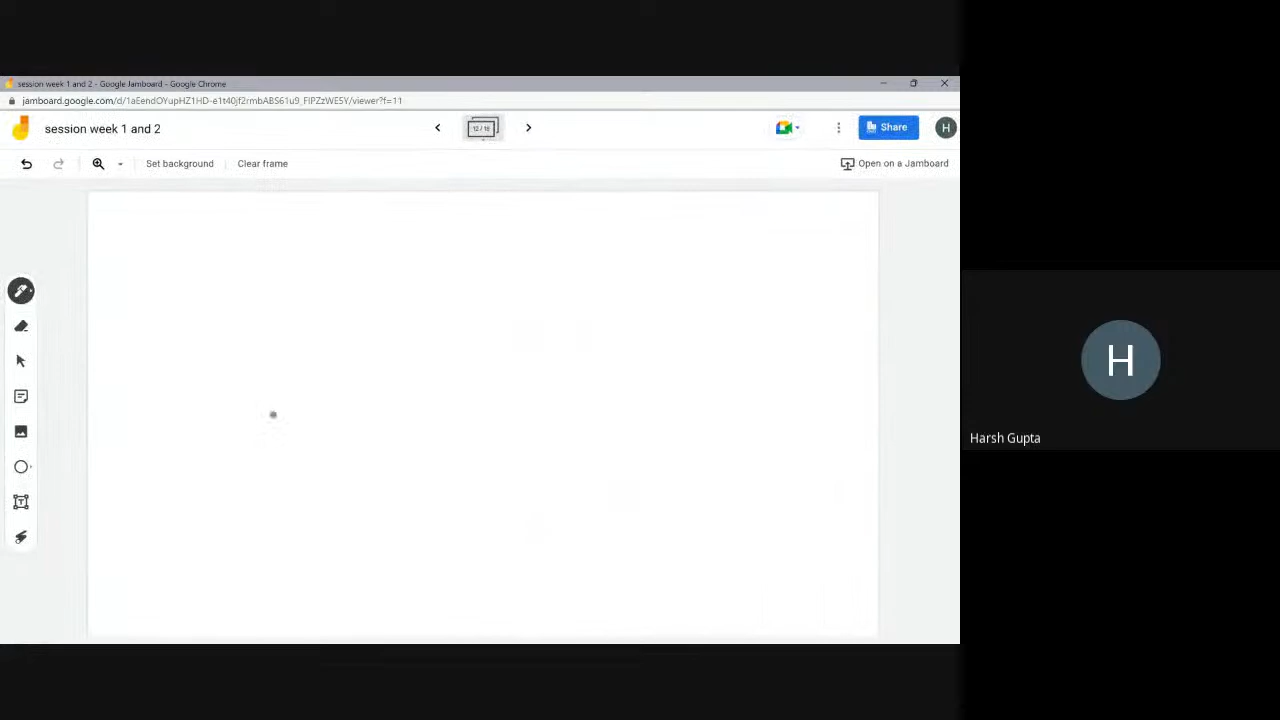 session week 1 and 2 - Google Jamboard - Google Chrome
session week 1 and 2
Share
H
Set background
Clear frame
Open on a Jamboard
H
Harsh Gupta